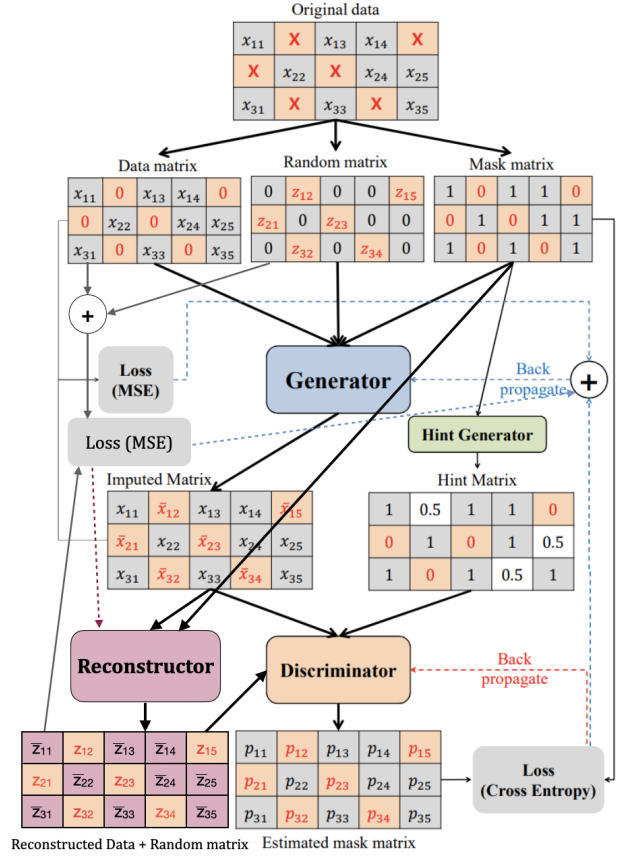 Original data
x₁₁ X x₁₃ x₁₄ X
X x₂₂ X x₂₄ x₂₅
x₃₁ X x₃₃ X x₃₅
Data matrix
Random matrix
Mask matrix
x₁₁ 0 x₁₃ x₁₄ 0
0 x₂₂ 0 x₂₄ x₂₅
x₃₁ 0 x₃₃ 0 x₃₅
0 z₁₂ 0 0 z₁₅
z₂₁ 0 z₂₃ 0 0
0 z₃₂ 0 z₃₄ 0
1 0 1 1 0
0 1 0 1 1
1 0 1 0 1
+
Loss
(MSE)
Generator
Back
propagate
+
Loss (MSE)
Hint Generator
Imputed Matrix
Hint Matrix
x₁₁ x̄₁₂ x₁₃ x₁₄ x̄₁₅
x̄₂₁ x₂₂ x̄₂₃ x₂₄ x₂₅
x₃₁ x̄₃₂ x₃₃ x̄₃₄ x₃₅
1 0.5 1 1 0
0 1 0 1 0.5
1 0 1 0.5 1
Reconstructor
Discriminator
Back
propagate
z̄₁₁ z₁₂ z̄₁₃ z̄₁₄ z₁₅
z₂₁ z̄₂₂ z₂₃ z̄₂₄ z̄₂₅
z̄₃₁ z₃₂ z̄₃₃ z₃₄ z̄₃₅
p₁₁ p₁₂ p₁₃ p₁₄ p₁₅
p₂₁ p₂₂ p₂₃ p₂₄ p₂₅
p₃₁ p₃₂ p₃₃ p₃₄ p₃₅
Loss
(Cross Entropy)
Reconstructed Data + Random matrix
Estimated mask matrix